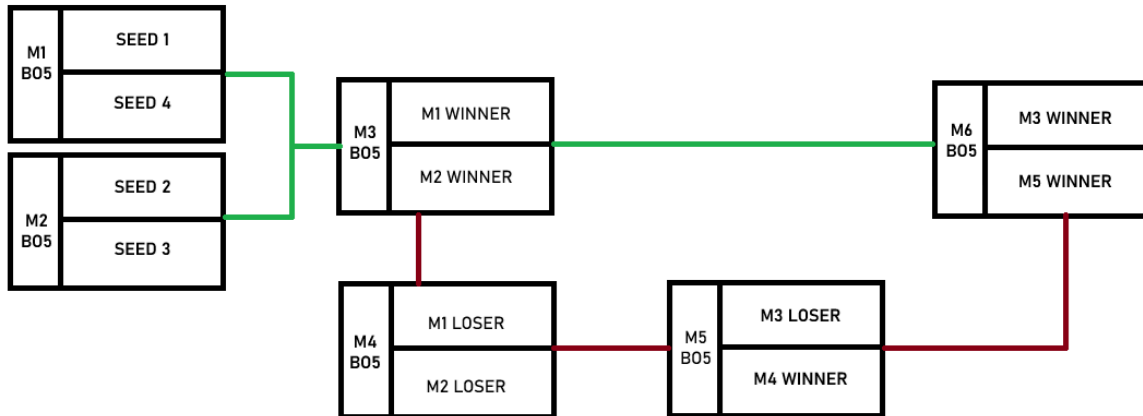 M1
BO5
SEED 1
SEED 4
M2
BO5
SEED 2
SEED 3
M3
BO5
M1 WINNER
M2 WINNER
M4
BO5
M1 LOSER
M2 LOSER
M5
BO5
M3 LOSER
M4 WINNER
M6
BO5
M3 WINNER
M5 WINNER